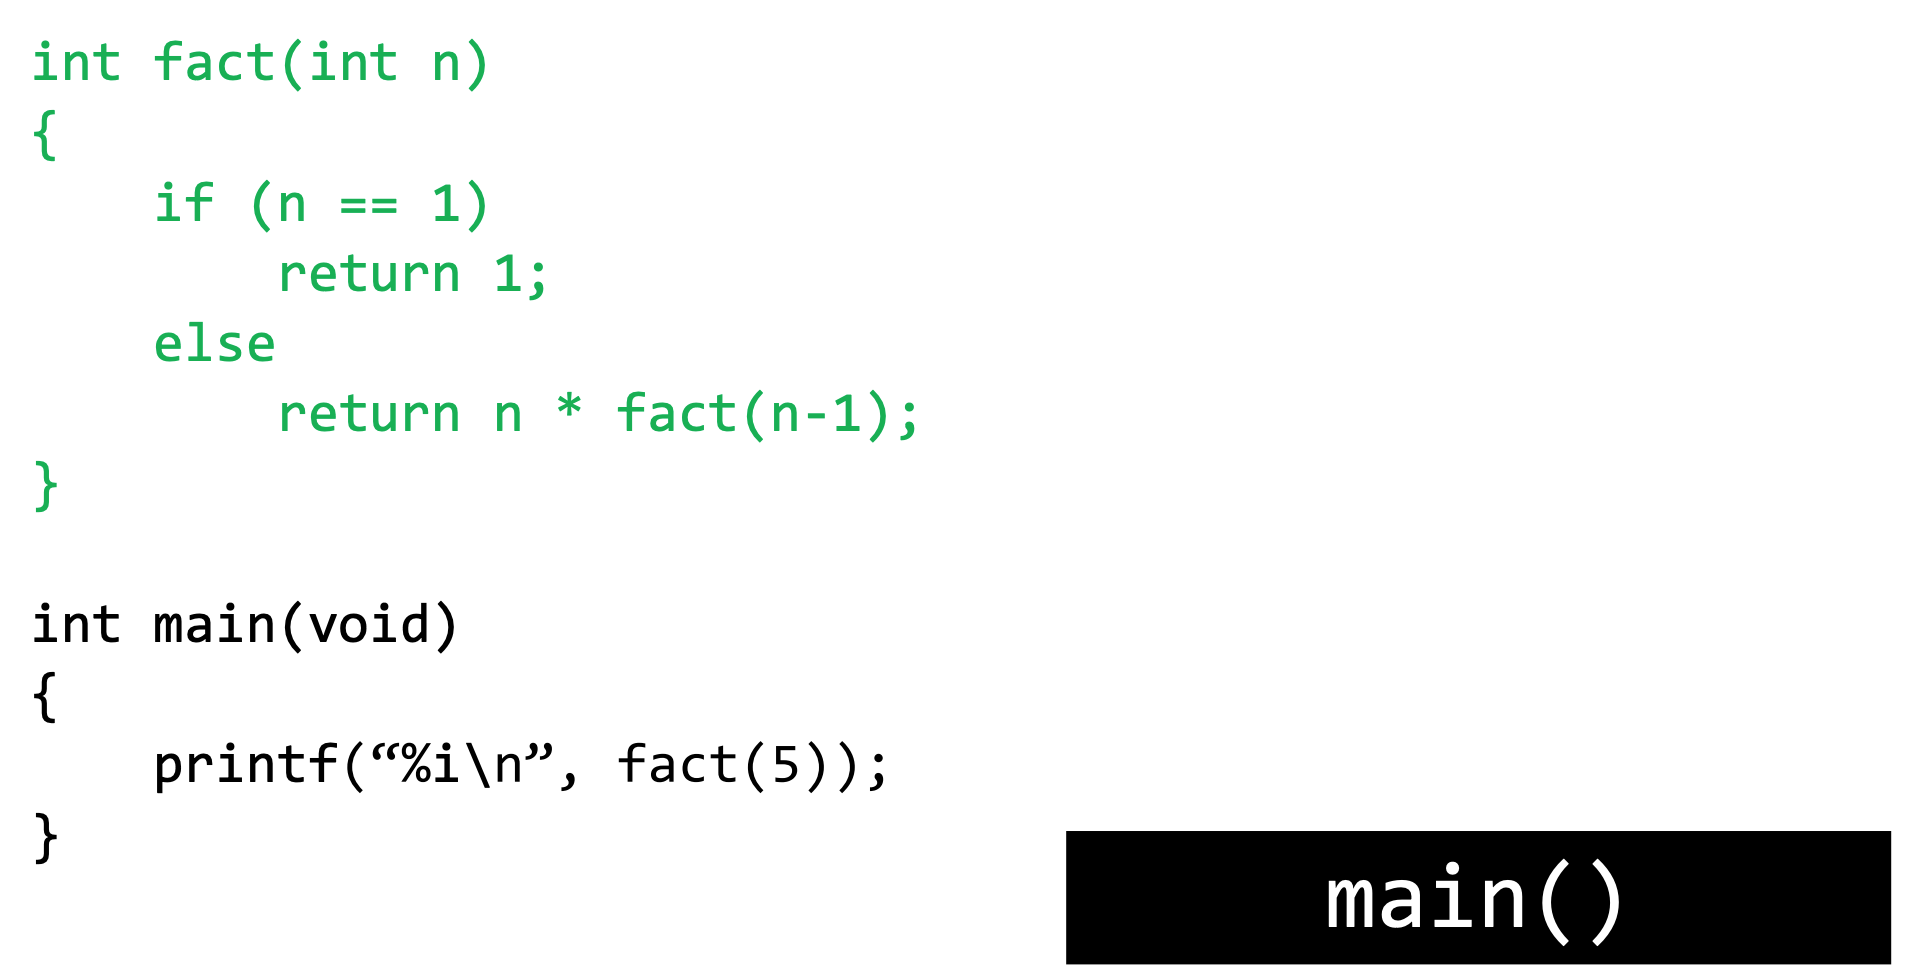 int fact(int n)
{
    if (n == 1)
        return 1;
    else
        return n * fact(n-1);
}
int main(void)
{
    printf(“%i\n”, fact(5));
}
main()